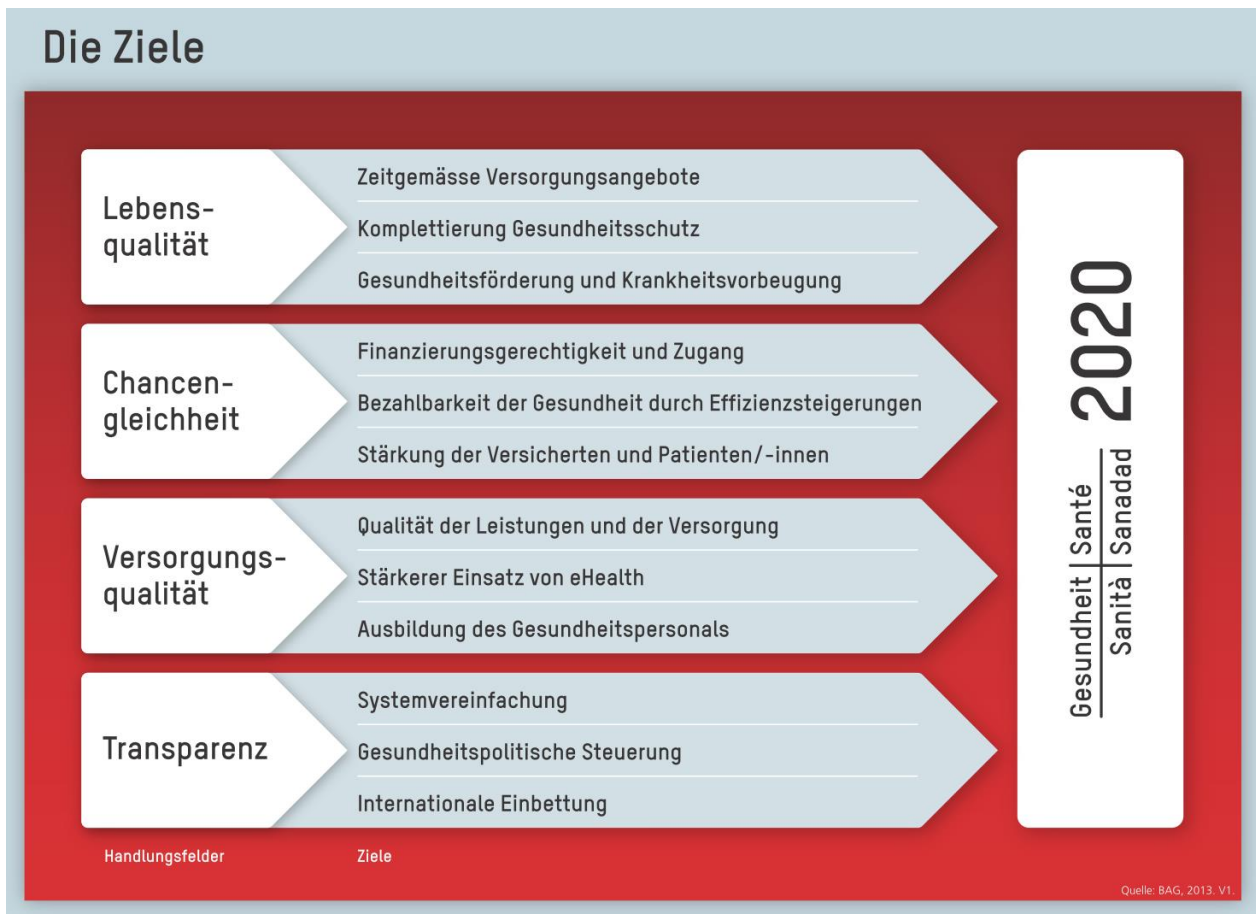 Die Ziele
Lebens-
qualität
Zeitgemässe Versorgungsangebote
Komplettierung Gesundheitsschutz
Gesundheitsförderung und Krankheitsvorbeugung
Chancen-
gleichheit
Finanzierungsgerechtigkeit und Zugang
Bezahlbarkeit der Gesundheit durch Effizienzsteigerungen
Stärkung der Versicherten und Patienten/-innen
Versorgungs-
qualität
Qualität der Leistungen und der Versorgung
Stärkerer Einsatz von eHealth
Ausbildung des Gesundheitspersonals
Transparenz
Systemvereinfachung
Gesundheitspolitische Steuerung
Internationale Einbettung
Handlungsfelder
Ziele
Gesundheit | Santé
Sanità | Sanadad
2020
Quelle: BAG, 2013. V1.